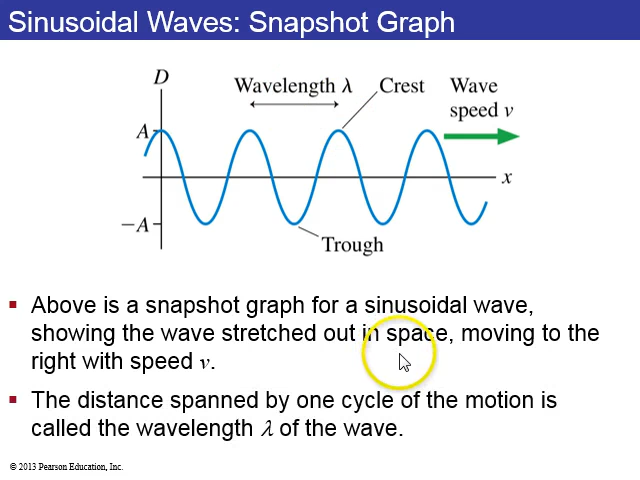 Sinusoidal Waves: Snapshot Graph
D
Wavelength λ
Crest
Wave
speed v
A
x
−A
Trough
▪ Above is a snapshot graph for a sinusoidal wave,
showing the wave stretched out in space, moving to the
right with speed v.
▪ The distance spanned by one cycle of the motion is
called the wavelength λ of the wave.
© 2013 Pearson Education, Inc.